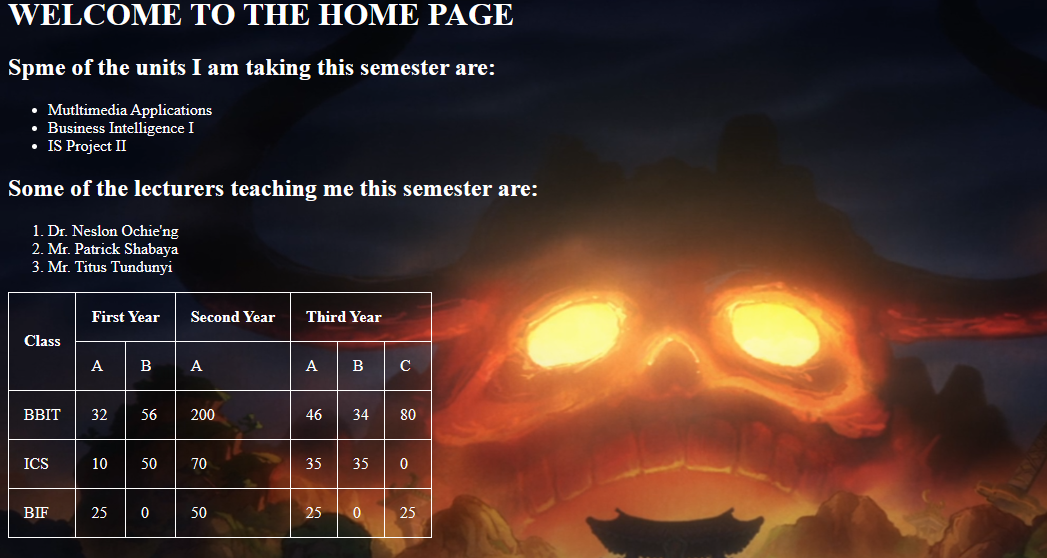 WELCOME TO THE HOME PAGE
Spme of the units I am taking this semester are:
• Mutltimedia Applications
• Business Intelligence I
• IS Project II
Some of the lecturers teaching me this semester are:
1. Dr. Neslon Ochie'ng
2. Mr. Patrick Shabaya
3. Mr. Titus Tundunyi
Class First Year Second Year Third Year
A B A A B C
BBIT 32 56 200 46 34 80
ICS 10 50 70 35 35 0
BIF 25 0 50 25 0 25